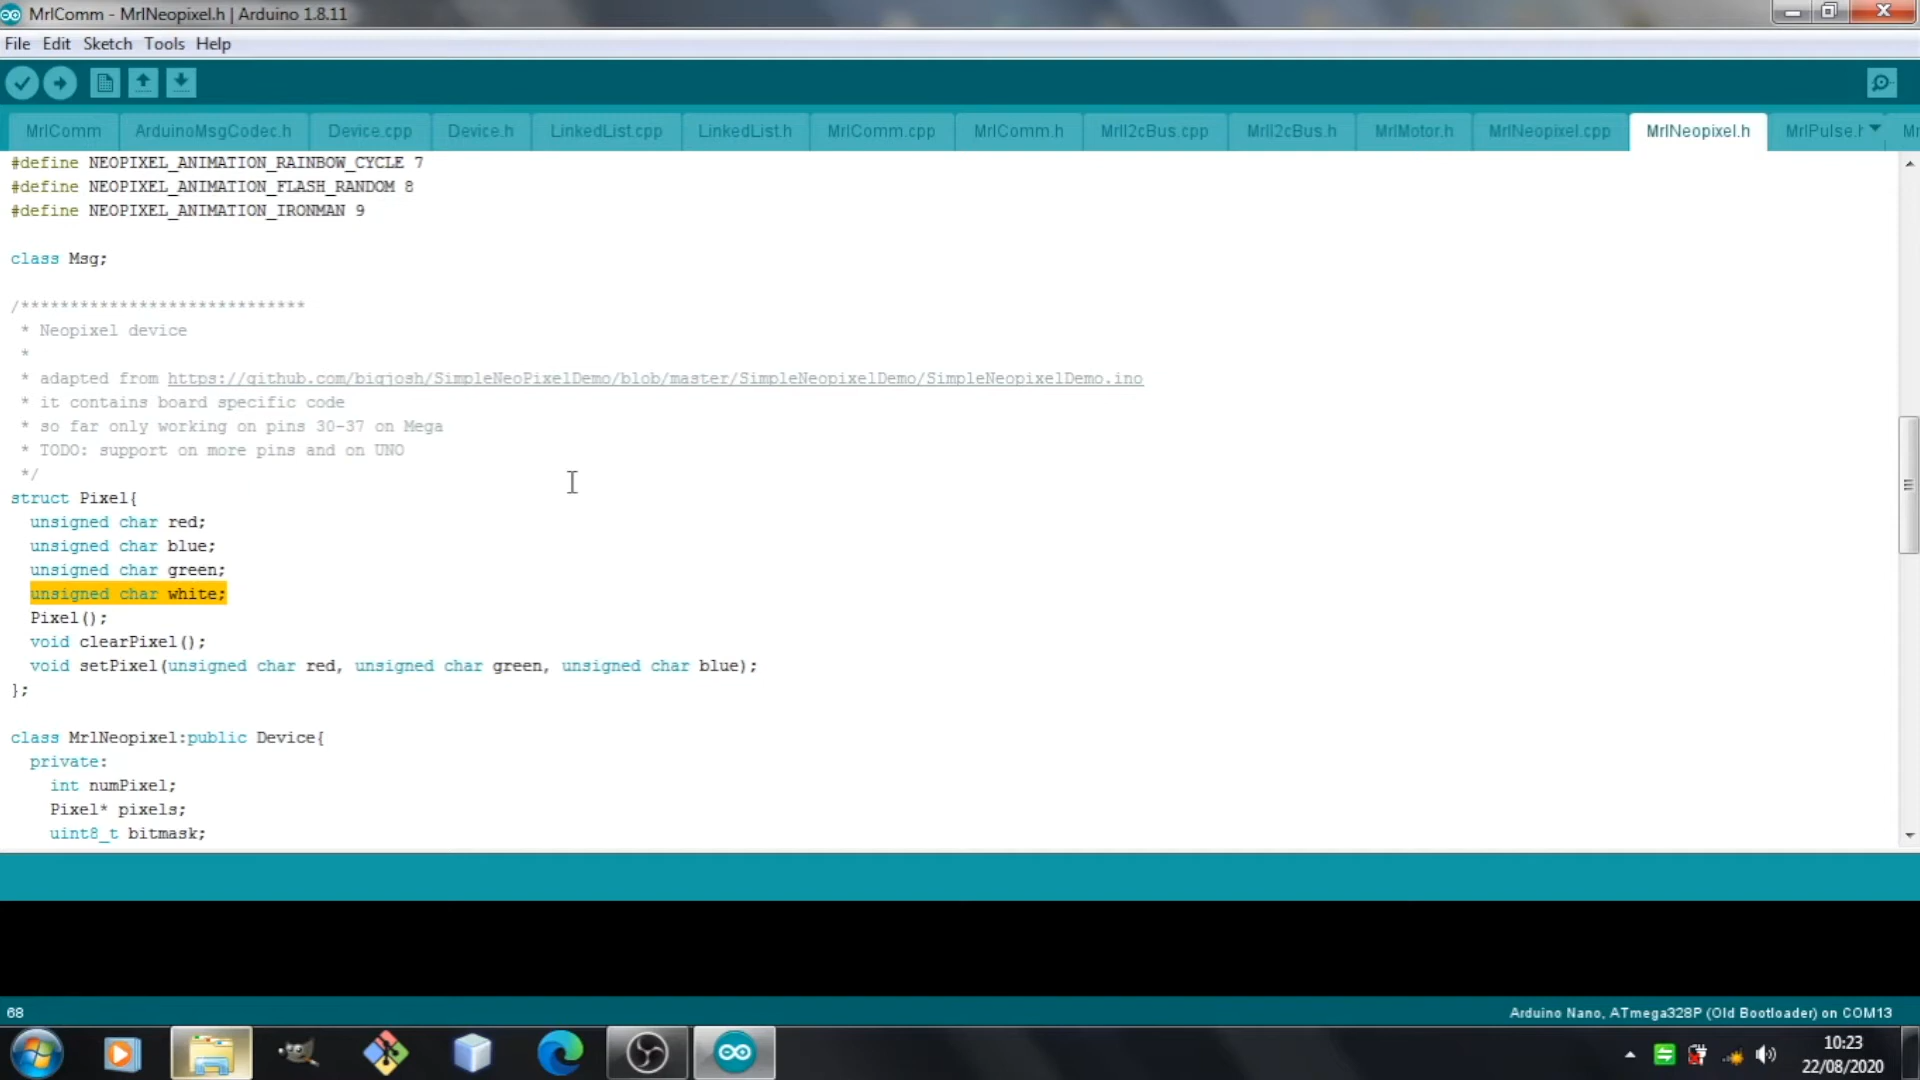 MrlComm - MrlNeopixel.h | Arduino 1.8.11
File Edit Sketch Tools Help
MrlComm ArduinoMsgCodec.h Device.cpp Device.h LinkedList.cpp LinkedList.h MrlComm.cpp MrlComm.h MrlI2cBus.cpp MrlI2cBus.h MrlMotor.h MrlNeopixel.cpp MrlNeopixel.h MrlPulse.h
#define NEOPIXEL_ANIMATION_RAINBOW_CYCLE 7
#define NEOPIXEL_ANIMATION_FLASH_RANDOM 8
#define NEOPIXEL_ANIMATION_IRONMAN 9
class Msg;
/*****************************
* Neopixel device
*
* adapted from https://github.com/bigjosh/SimpleNeoPixelDemo/blob/master/SimpleNeopixelDemo/SimpleNeopixelDemo.ino
* it contains board specific code
* so far only working on pins 30-37 on Mega
* TODO: support on more pins and on UNO
*/
struct Pixel{
unsigned char red;
unsigned char blue;
unsigned char green;
unsigned char white;
Pixel();
void clearPixel();
void setPixel(unsigned char red, unsigned char green, unsigned char blue);
};
class MrlNeopixel:public Device{
private:
int numPixel;
Pixel* pixels;
uint8_t bitmask;
68
Arduino Nano, ATmega328P (Old Bootloader) on COM13
10:23
22/08/2020